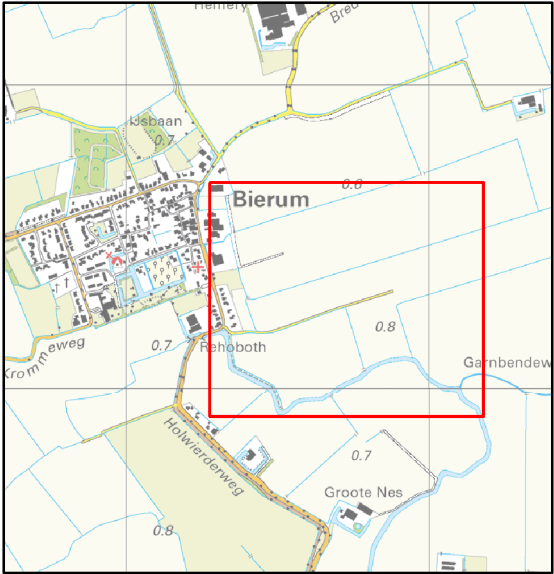 IJsbaan
0.7
0.8
Bierum
0.8
Krommeweg
0.7
Rehoboth
Garnbendew
Holwierderweg
0.7
Groote Nes
0.8